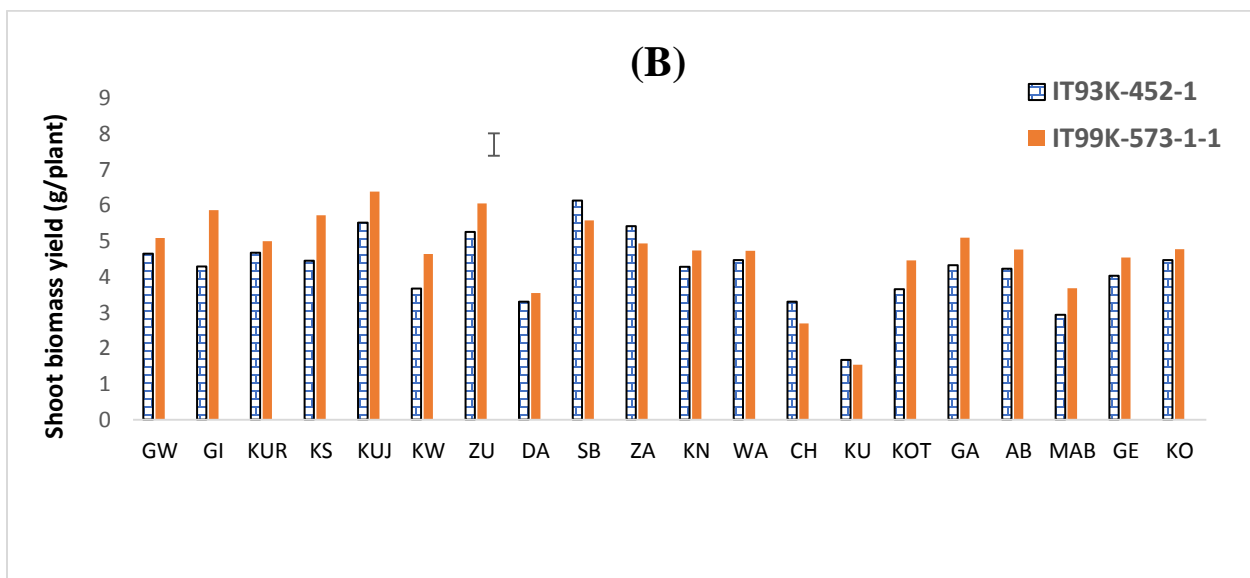 (B)
IT93K-452-1
IT99K-573-1-1
Shoot biomass yield (g/plant)
9
8
7
6
5
4
3
2
1
0
GW GI KUR KS KUJ KW ZU DA SB ZA KN WA CH KU KOT GA AB MAB GE KO